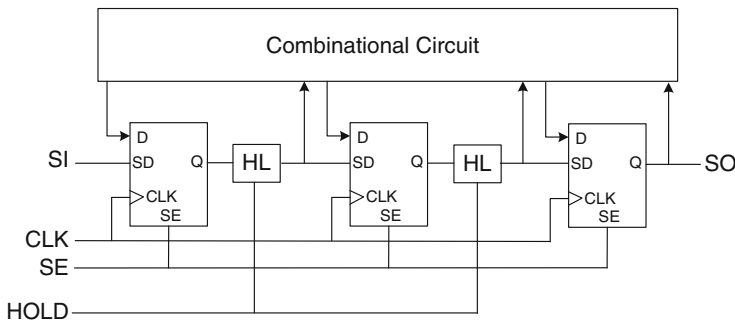 Combinational Circuit
D
D
D
SI
SD
Q
HL
SD
Q
HL
SD
Q
SO
CLK
CLK
CLK
SE
SE
SE
CLK
SE
HOLD